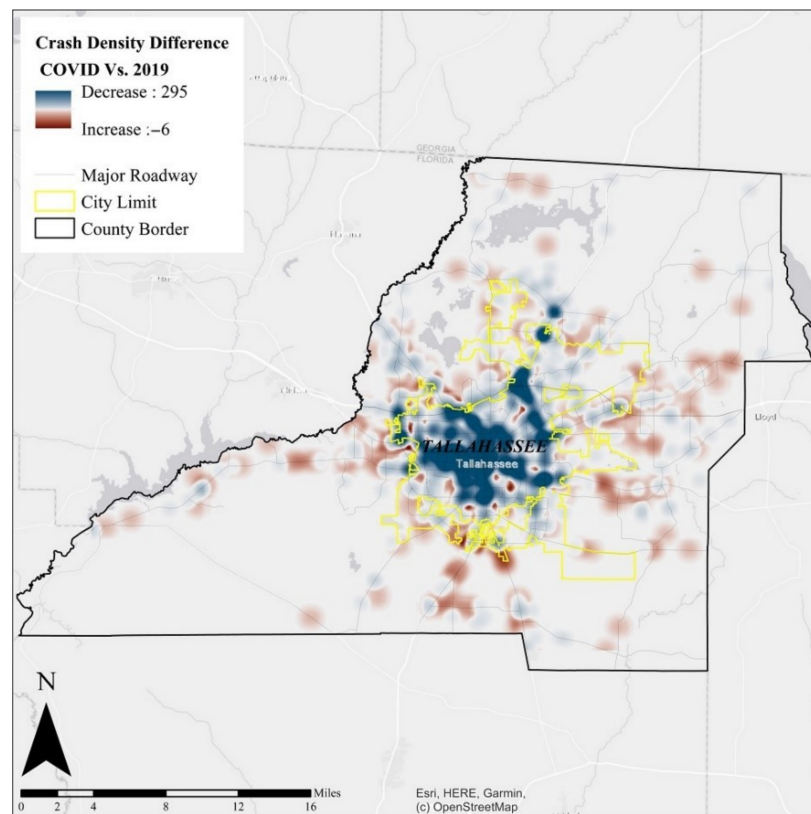 Crash Density Difference
COVID Vs. 2019
Decrease : 295
Increase :–6
Major Roadway
City Limit
County Border
GEORGIA
FLORIDA
TALLAHASSEE
Tallahassee
Lloyd
N
Miles
0 2 4 8 12 16
Esri, HERE, Garmin,
(c) OpenStreetMap